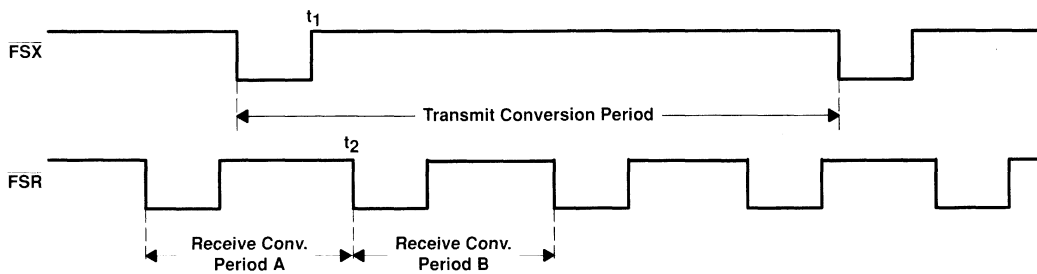 t1
FSX
Transmit Conversion Period
t2
FSR
Receive Conv.
Period A
Receive Conv.
Period B